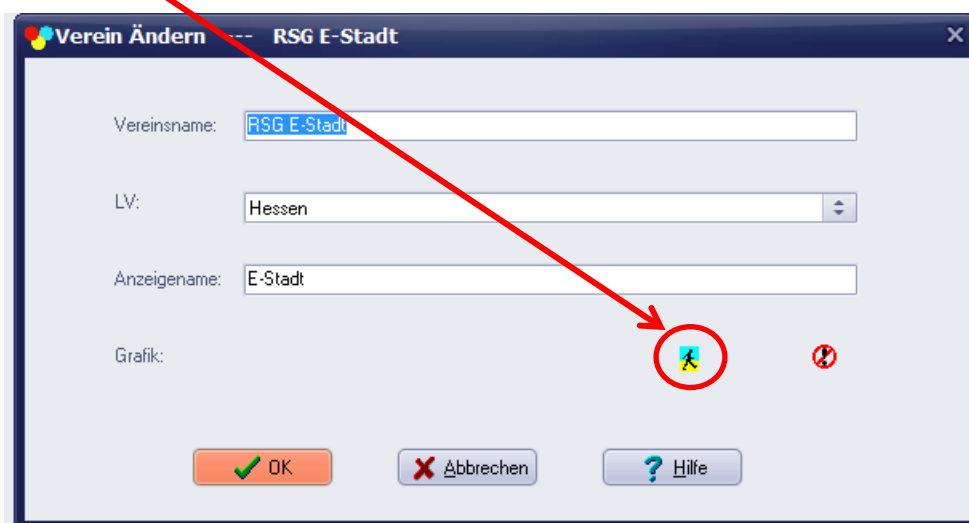 Verein Ändern --- RSG E-Stadt
Vereinsname: RSG E-Stadt
LV: Hessen
Anzeigename: E-Stadt
Grafik:
OK Abbrechen Hilfe